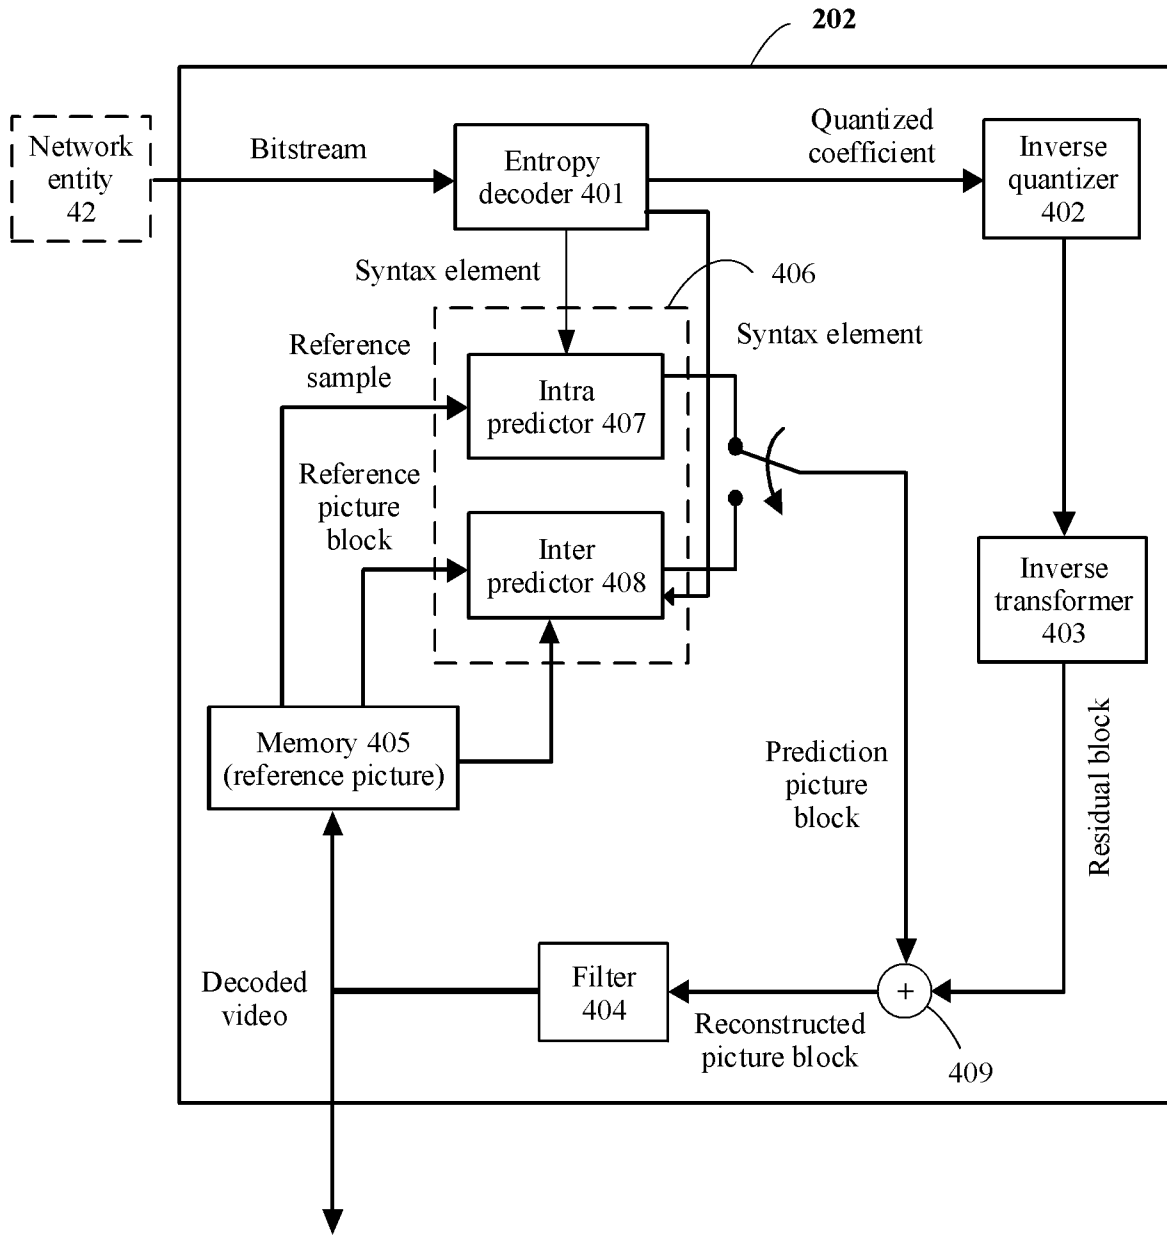 202
Network
entity
42
Bitstream
Entropy
decoder 401
Quantized
coefficient
Inverse
quantizer
402
Syntax element
406
Syntax element
Reference
sample
Intra
predictor 407
Reference
picture
block
Inter
predictor 408
Inverse
transformer
403
Memory 405
(reference picture)
Prediction
picture
block
Residual block
Decoded
video
Filter
404
+
Reconstructed
picture block
409